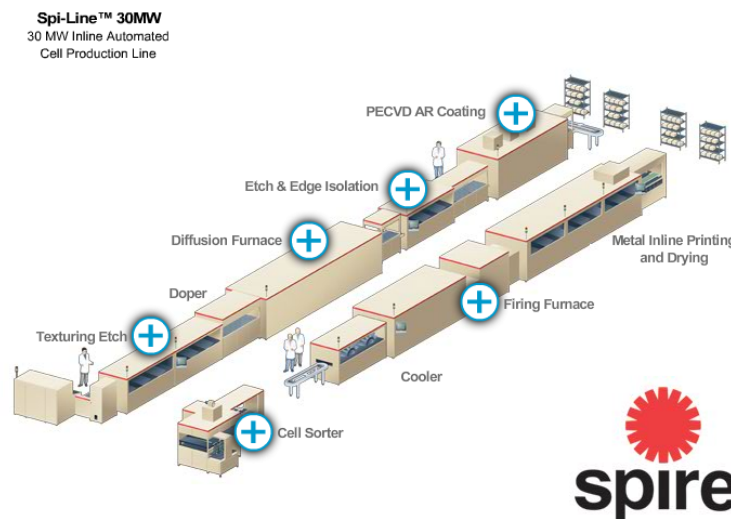 Spi-Line™ 30MW
30 MW Inline Automated
Cell Production Line
PECVD AR Coating
Etch & Edge Isolation
Diffusion Furnace
Metal Inline Printing
and Drying
Doper
Firing Furnace
Texturing Etch
Cooler
Cell Sorter
spire